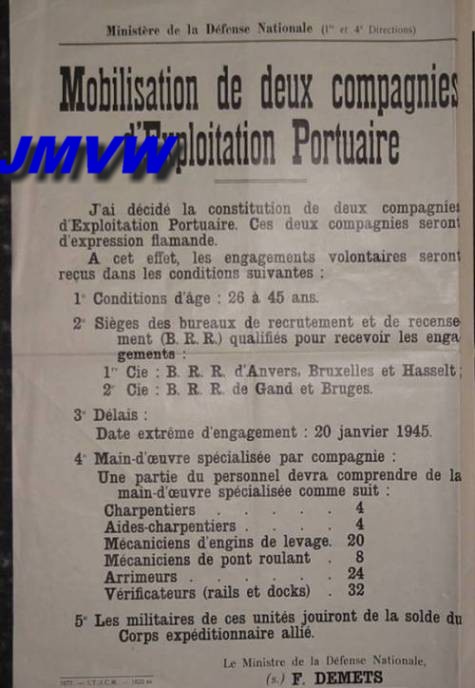 Ministère de la Défense Nationale (1re et 4e Directions)
Mobilisation de deux compagnies
d'Exploitation Portuaire
JMVW
J'ai décidé la constitution de deux compagnies
d'Exploitation Portuaire. Ces deux compagnies seront
d'expression flamande.
A cet effet, les engagements volontaires seront
reçus dans les conditions suivantes :
1° Conditions d'âge : 26 à 45 ans.
2° Sièges des bureaux de recrutement et de recense
ment (B. R. R.) qualifiés pour recevoir les enga
gements :
1re Cie : B. R. R. d'Anvers, Bruxelles et Hasselt;
2e Cie : B. R. R. de Gand et Bruges.
3° Délais :
Date extrême d'engagement : 20 janvier 1945.
4° Main-d'œuvre spécialisée par compagnie :
Une partie du personnel devra comprendre de la
main-d'œuvre spécialisée comme suit :
Charpentiers . . . . . 4
Aides-charpentiers . . . . 4
Mécaniciens d'engins de levage. 20
Mécaniciens de pont roulant . 8
Arrimeurs . . . . . . 24
Vérificateurs (rails et docks) . 32
5° Les militaires de ces unités jouiront de la solde du
Corps expéditionnaire allié.
Le Ministre de la Défense Nationale,
(s.) F. DEMETS